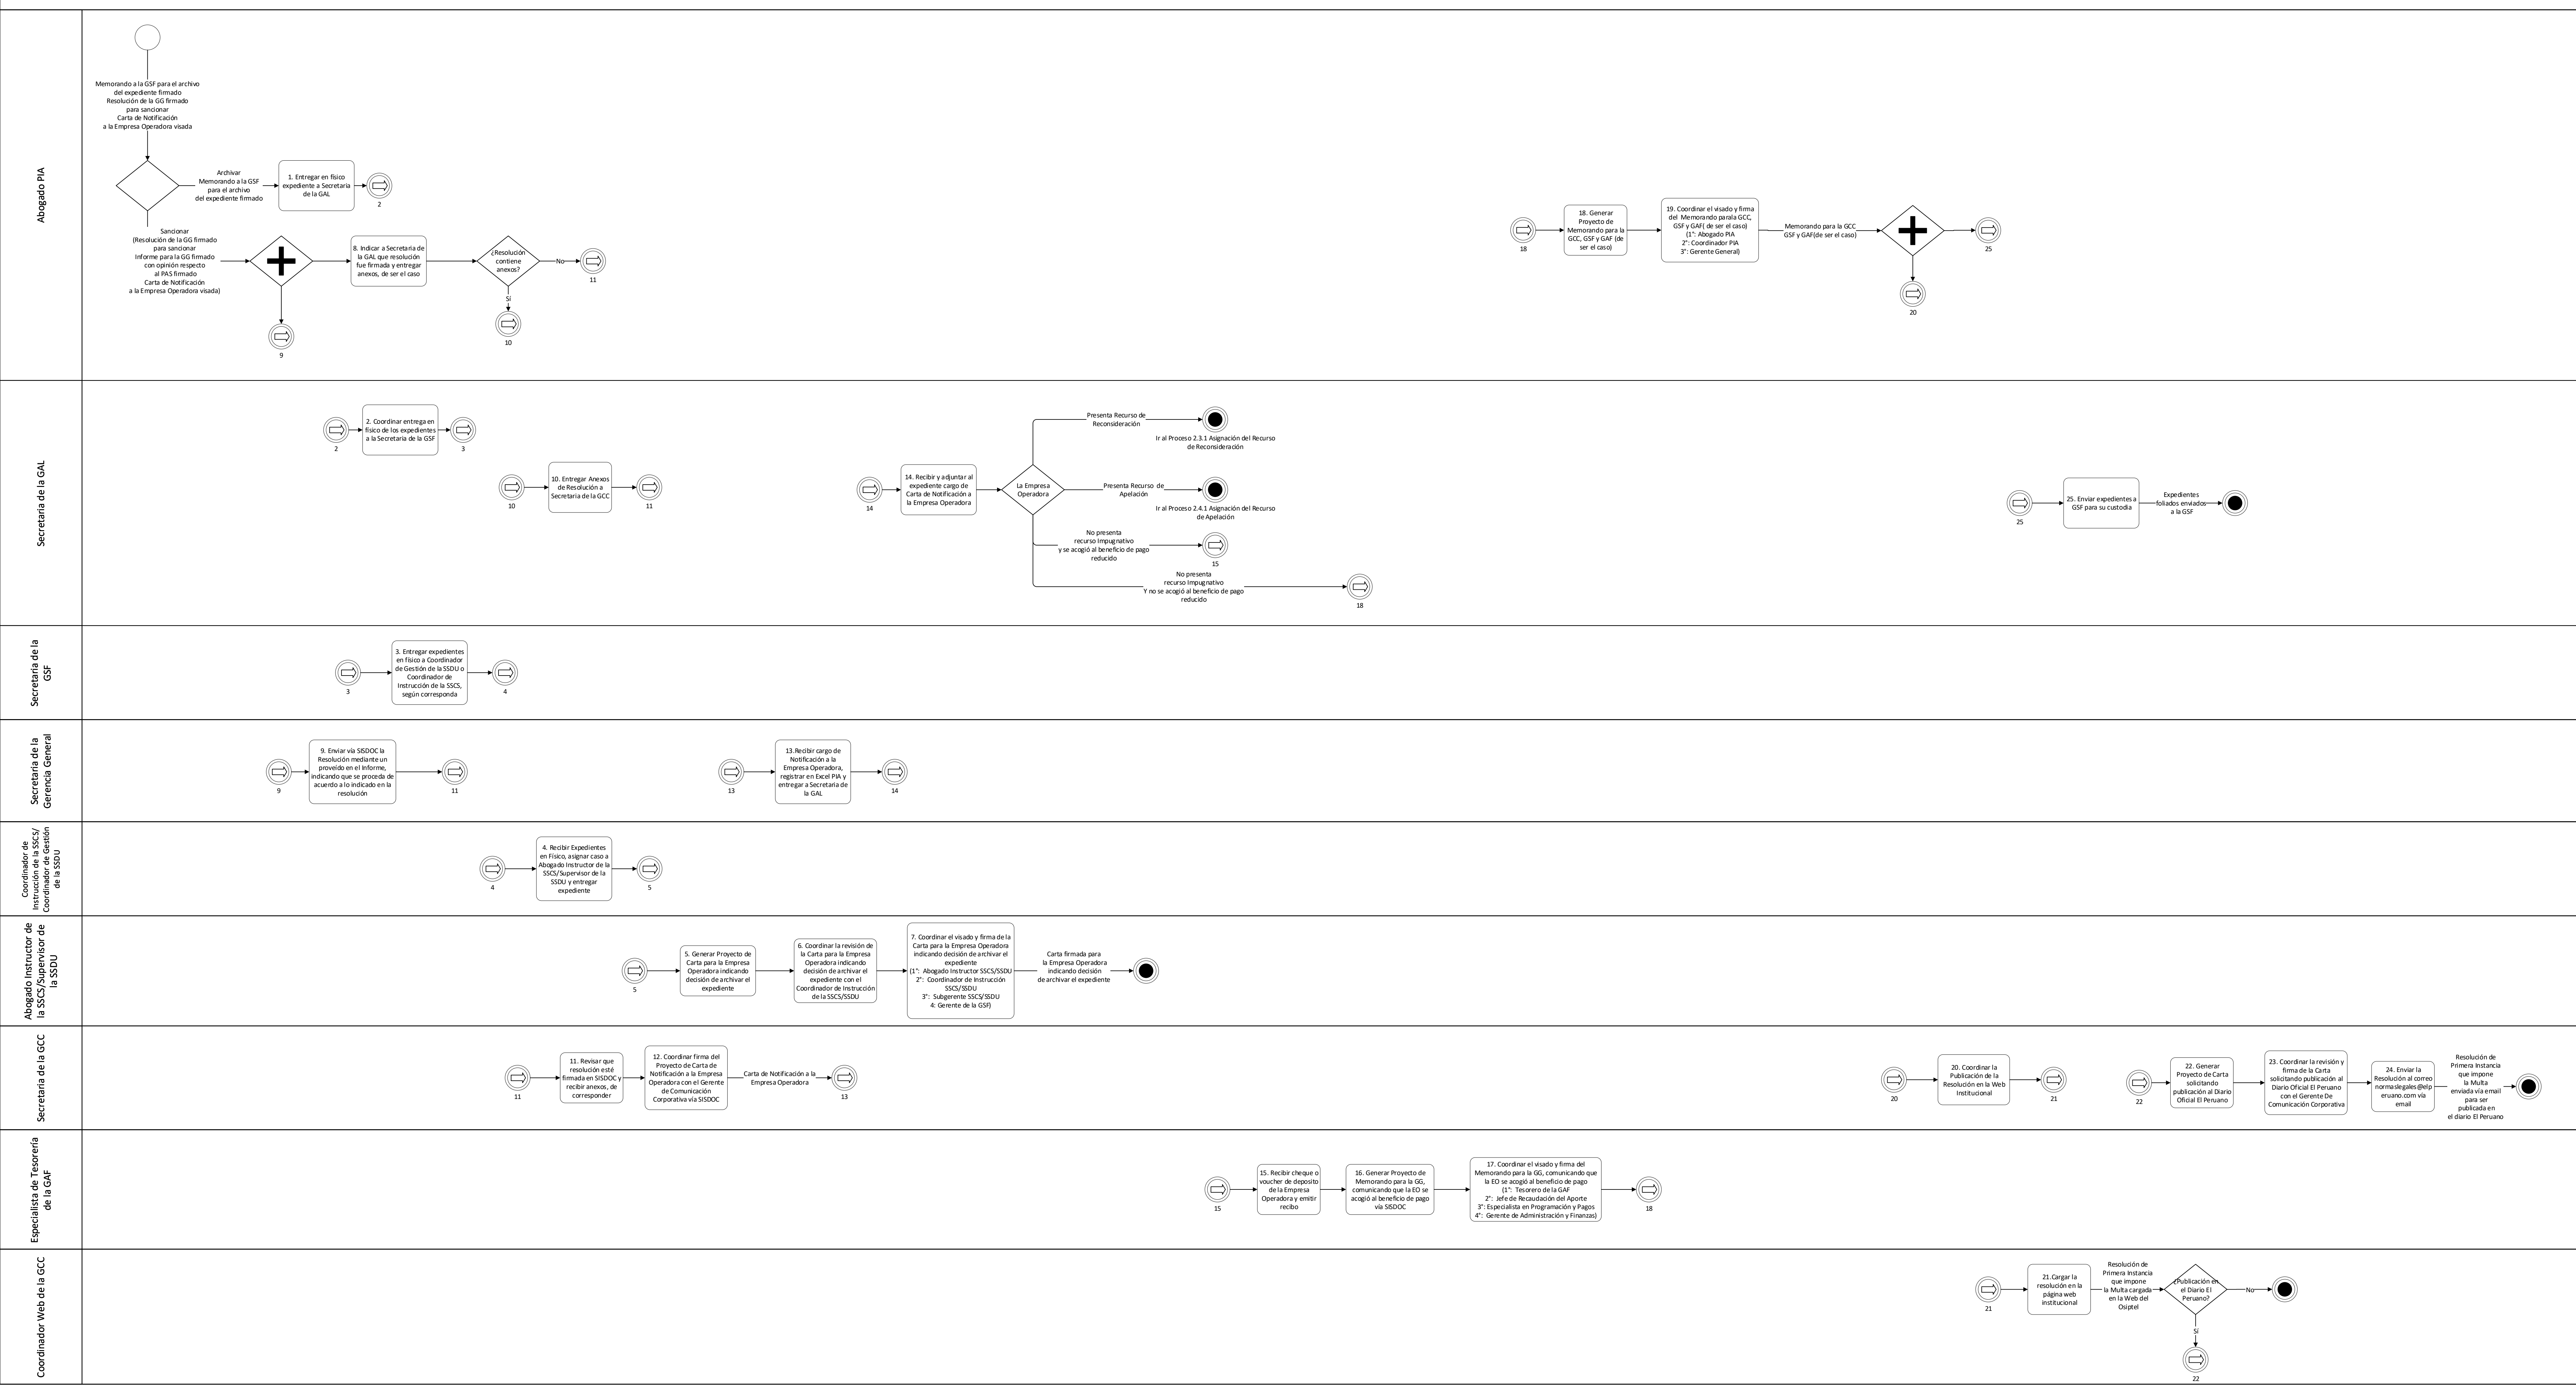 Abogado PIA
Memorando a la GSF para el archivo
del expediente firmado
Resolución de la GG firmado
para sancionar
Carta de Notificación
a la Empresa Operadora visada
Archivar
Memorando a la GSF
para el archivo
del expediente firmado
1. Entregar en físico
expediente a Secretaria
de la GAL
2
Sancionar
(Resolución de la GG firmado
para sancionar
Informe para la GG firmado
con opinión respecto
al PAS firmado
Carta de Notificación
a la Empresa Operadora visada)
9
8. Indicar a Secretaria de
la GAL que resolución
fue firmada y entregar
anexos, de ser el caso
¿Resolución
contiene
anexos?
No
11
Sí
10
18
18. Generar
Proyecto de
Memorando para la
GCC, GSF y GAF (de
ser el caso)
19. Coordinar el visado y firma
del Memorando parala GCC,
GSF y GAF( de ser el caso)
(1°: Abogado PIA
2°: Coordinador PIA
3°: Gerente General)
Memorando para la GCC
GSF y GAF(de ser el caso)
25
20
Secretaria de la GAL
2
2. Coordinar entrega en
físico de los expedientes
a la Secretaria de la GSF
3
10
10. Entregar Anexos
de Resolución a
Secretaria de la GCC
11
14
14. Recibir y adjuntar al
expediente cargo de
Carta de Notificación a
la Empresa Operadora
La Empresa
Operadora
Presenta Recurso de
Reconsideración
Ir al Proceso 2.3.1 Asignación del Recurso
de Reconsideración
Presenta Recurso de
Apelación
Ir al Proceso 2.4.1 Asignación del Recurso
de Apelación
No presenta
recurso Impugnativo
y se acogió al beneficio de pago
reducido
15
No presenta
recurso Impugnativo
Y no se acogió al beneficio de pago
reducido
18
25
25. Enviar expedientes a
GSF para su custodia
Expedientes
foliados enviados
a la GSF
Secretaria de la
GSF
3
3. Entregar expedientes
en físico a Coordinador
de Gestión de la SSDU o
Coordinador de
Instrucción de la SSCS,
según corresponda
4
Secretaria de la
Gerencia General
9
9. Enviar vía SISDOC la
Resolución mediante un
proveído en el Informe,
indicando que se proceda de
acuerdo a lo indicado en la
resolución
11
13
13.Recibir cargo de
Notificación a la
Empresa Operadora,
registrar en Excel PIA y
entregar a Secretaria de
la GAL
14
Coordinador de
Instrucción de la SSCS/
Coordinador de Gestión
de la SSDU
4
4. Recibir Expedientes
en Físico, asignar caso a
Abogado Instructor de la
SSCS/Supervisor de la
SSDU y entregar
expediente
5
Abogado Instructor de
la SSCS/Supervisor de
la SSDU
5
5. Generar Proyecto de
Carta para la Empresa
Operadora indicando
decisión de archivar el
expediente
6. Coordinar la revisión de
la Carta para la Empresa
Operadora indicando
decisión de archivar el
expediente con el
Coordinador de Instrucción
de la SSCS/SSDU
7. Coordinar el visado y firma de la
Carta para la Empresa Operadora
indicando decisión de archivar el
expediente
(1°: Abogado Instructor SSCS/SSDU
2°: Coordinador de Instrucción
SSCS/SSDU
3°: Subgerente SSCS/SSDU
4: Gerente de la GSF)
Carta firmada para
la Empresa Operadora
indicando decisión
de archivar el expediente
Secretaria de la GCC
11
11. Revisar que
resolución esté
firmada en SISDOC y
recibir anexos, de
corresponder
12. Coordinar firma del
Proyecto de Carta de
Notificación a la Empresa
Operadora con el Gerente
de Comunicación
Corporativa vía SISDOC
Carta de Notificación a la
Empresa Operadora
13
20
20. Coordinar la
Publicación de la
Resolución en la Web
Institucional
21
22
22. Generar
Proyecto de Carta
solicitando
publicación al Diario
Oficial El Peruano
23. Coordinar la revisión y
firma de la Carta
solicitando publicación al
Diario Oficial El Peruano
con el Gerente De
Comunicación Corporativa
24. Enviar la
Resolución al correo
normaslegales@elp
eruano.com vía
email
Resolución de
Primera Instancia
que impone
la Multa
enviada vía email
para ser
publicada en
el diario El Peruano
Especialista de Tesorería
de la GAF
15
15. Recibir cheque o
voucher de deposito
de la Empresa
Operadora y emitir
recibo
16. Generar Proyecto de
Memorando para la GG,
comunicando que la EO se
acogió al beneficio de pago
vía SISDOC
17. Coordinar el visado y firma del
Memorando para la GG, comunicando que
la EO se acogió al beneficio de pago
(1°: Tesorero de la GAF
2°: Jefe de Recaudación del Aporte
3°: Especialista en Programación y Pagos
4°: Gerente de Administración y Finanzas)
18
Coordinador Web de la GCC
21
21.Cargar la
resolución en la
página web
institucional
Resolución de
Primera Instancia
que impone
la Multa cargada
en la Web del
Osiptel
¿Publicación en
el Diario El
Peruano?
No
Sí
22